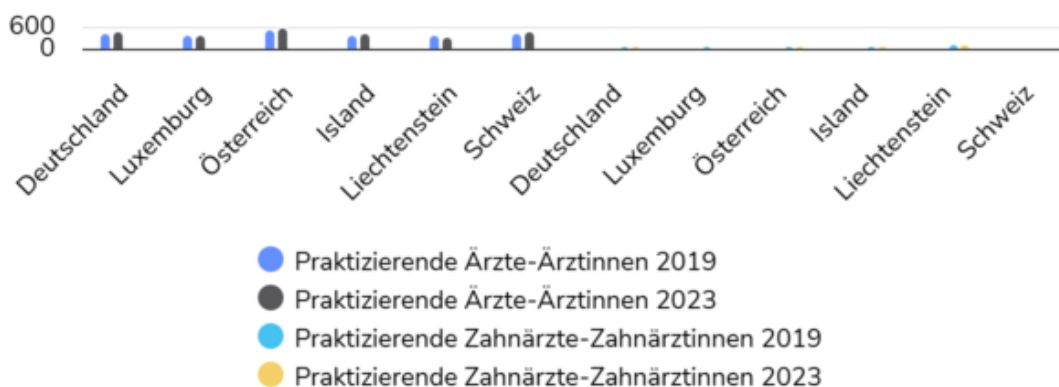 600
0
Deutschland
Luxemburg
Österreich
Island
Liechtenstein
Schweiz
Deutschland
Luxemburg
Österreich
Island
Liechtenstein
Schweiz
Praktizierende Ärzte-Ärztinnen 2019
Praktizierende Ärzte-Ärztinnen 2023
Praktizierende Zahnärzte-Zahnärztinnen 2019
Praktizierende Zahnärzte-Zahnärztinnen 2023